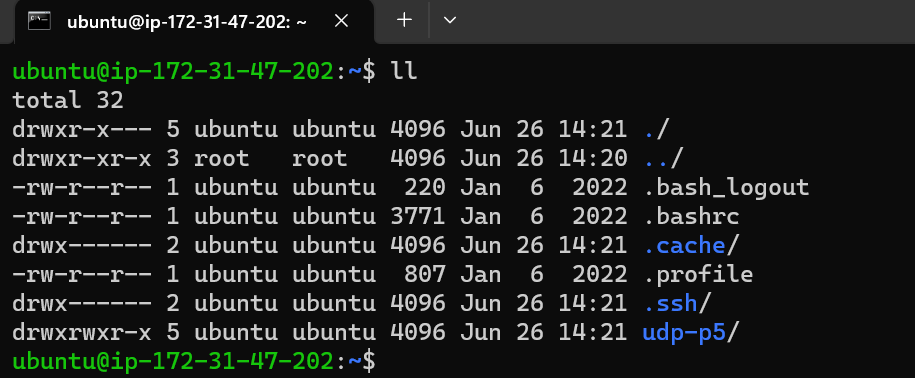 ubuntu@ip-172-31-47-202: ~
ubuntu@ip-172-31-47-202:~$ ll
total 32
drwxr-x--- 5 ubuntu ubuntu 4096 Jun 26 14:21 ./
drwxr-xr-x 3 root   root   4096 Jun 26 14:20 ../
-rw-r--r-- 1 ubuntu ubuntu  220 Jan  6  2022 .bash_logout
-rw-r--r-- 1 ubuntu ubuntu 3771 Jan  6  2022 .bashrc
drwx------ 2 ubuntu ubuntu 4096 Jun 26 14:21 .cache/
-rw-r--r-- 1 ubuntu ubuntu  807 Jan  6  2022 .profile
drwx------ 2 ubuntu ubuntu 4096 Jun 26 14:21 .ssh/
drwxrwxr-x 5 ubuntu ubuntu 4096 Jun 26 14:21 udp-p5/
ubuntu@ip-172-31-47-202:~$